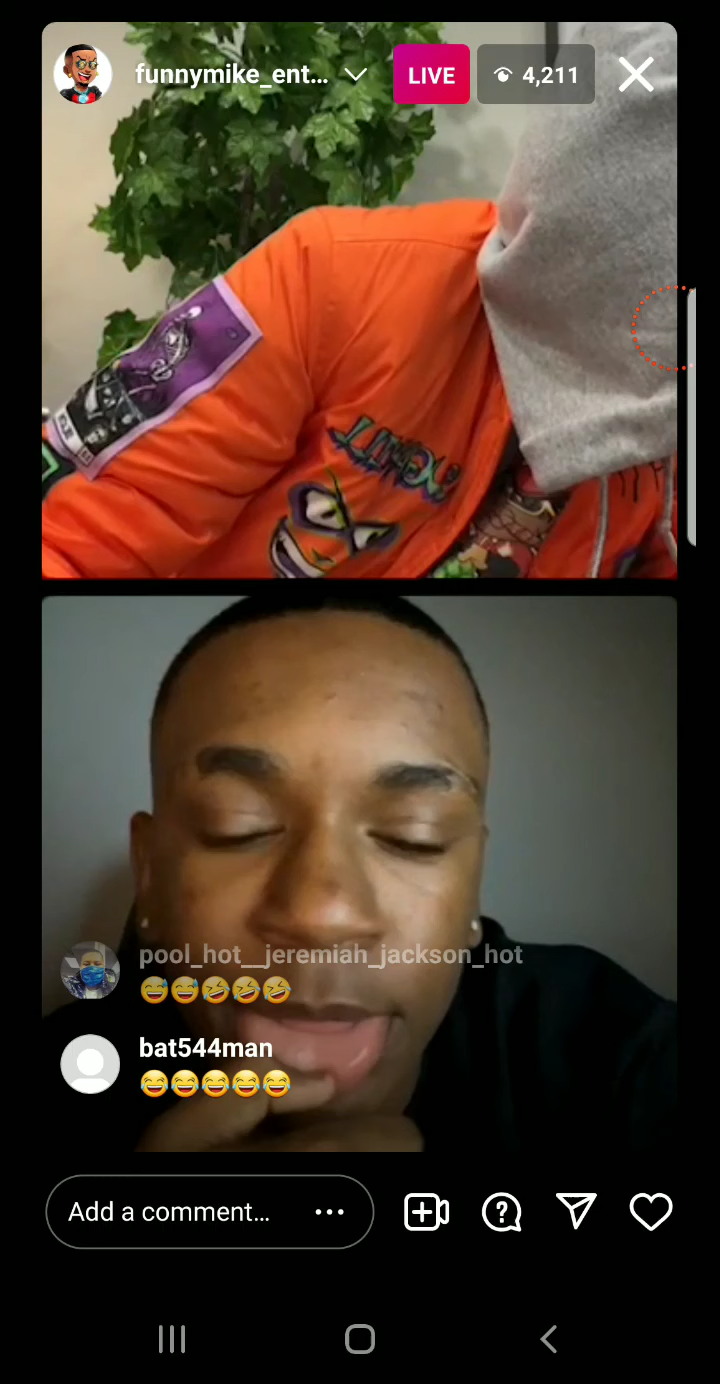 funnymike_ent...
LIVE
4,211
pool_hot__jeremiah_jackson_hot
😅😅🤣🤣🤣
bat544man
😂😂😂😂😂
Add a comment...